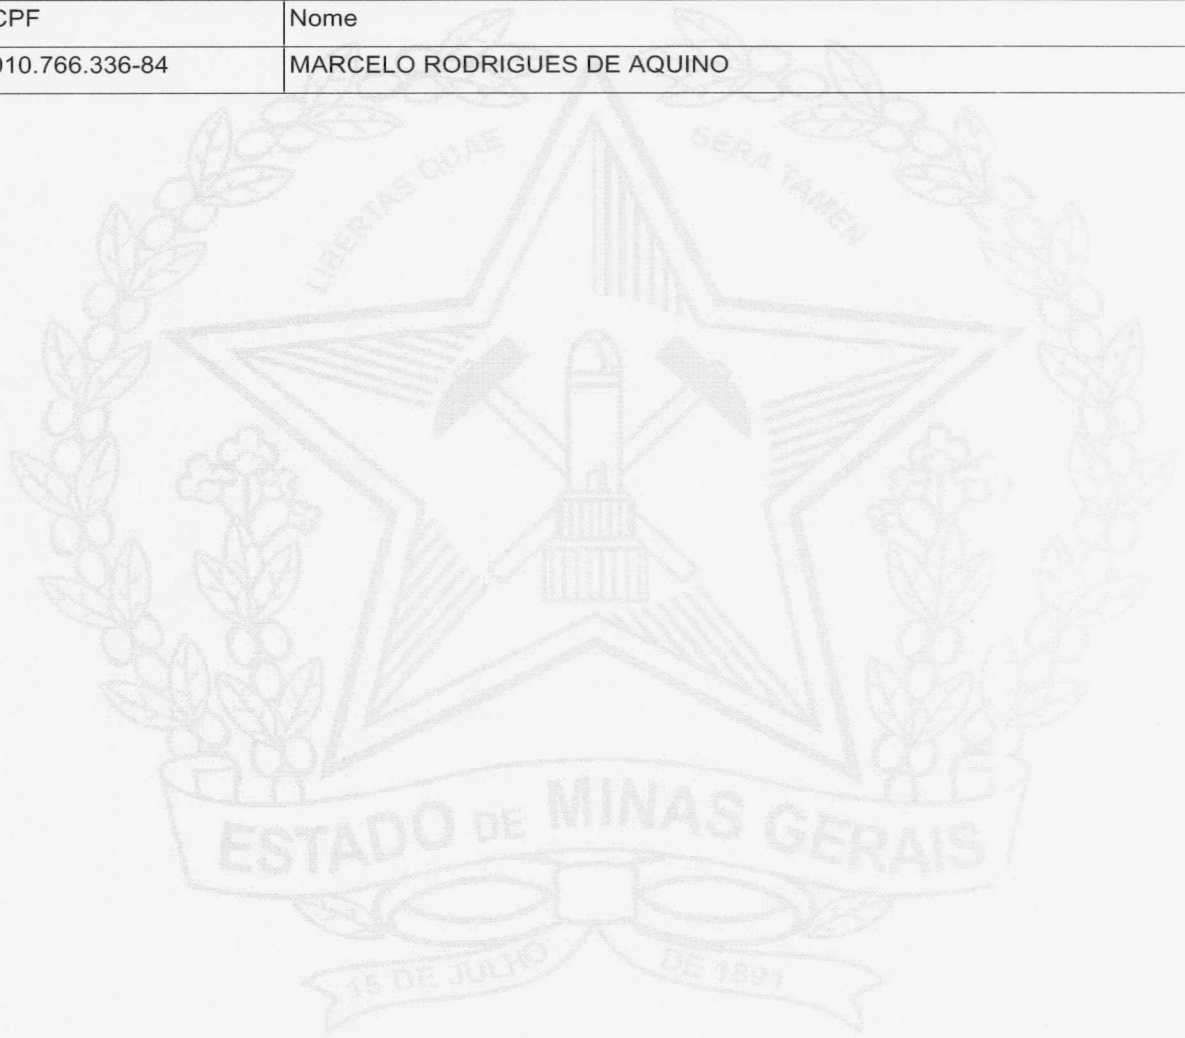 CPF Nome
010.766.336-84 MARCELO RODRIGUES DE AQUINO
LIBERTAS QUAE SERA TAMEN
ESTADO DE MINAS GERAIS
15 DE JULHO DE 1891